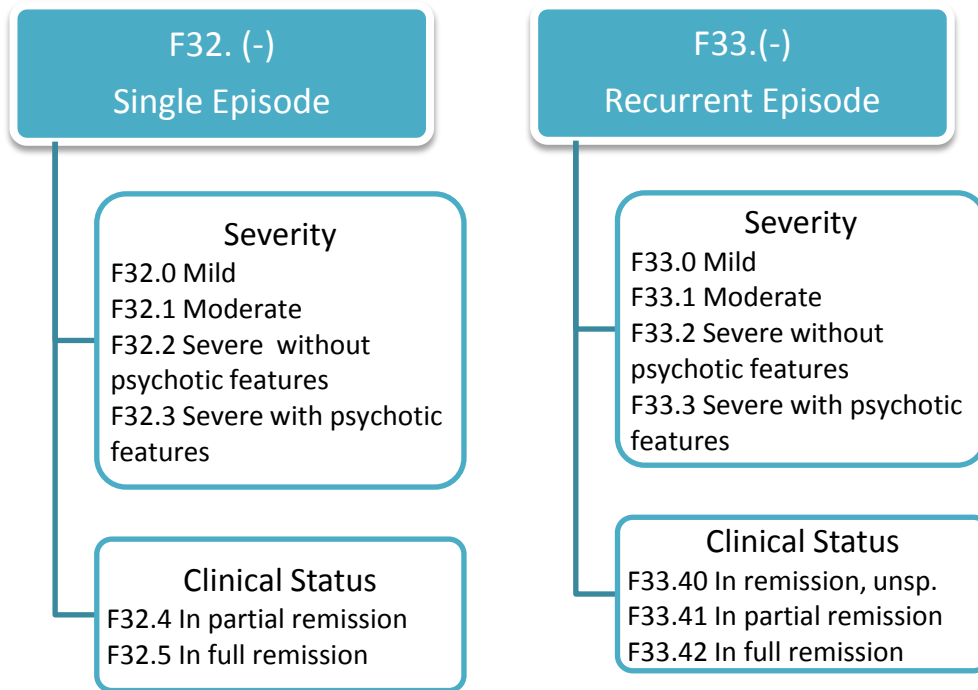 F32. (-)
Single Episode
Severity
F32.0 Mild
F32.1 Moderate
F32.2 Severe  without
psychotic features
F32.3 Severe with psychotic
features
Clinical Status
F32.4 In partial remission
F32.5 In full remission
F33.(-)
Recurrent Episode
Severity
F33.0 Mild
F33.1 Moderate
F33.2 Severe without
psychotic features
F33.3 Severe with psychotic
features
Clinical Status
F33.40 In remission, unsp.
F33.41 In partial remission
F33.42 In full remission